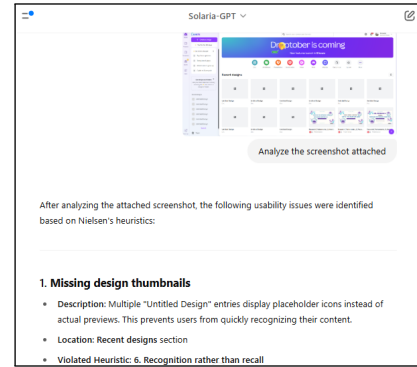 Solaria-GPT
Droptober is coming
Recent designs
Analyze the screenshot attached
After analyzing the attached screenshot, the following usability issues were identified
based on Nielsen's heuristics:
1. Missing design thumbnails
• Description: Multiple "Untitled Design" entries display placeholder icons instead of
actual previews. This prevents users from quickly recognizing their content.
• Location: Recent designs section
• Violated Heuristic: 6. Recognition rather than recall